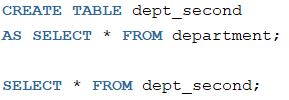 CREATE TABLE dept_second
AS SELECT * FROM department;
SELECT * FROM dept_second;